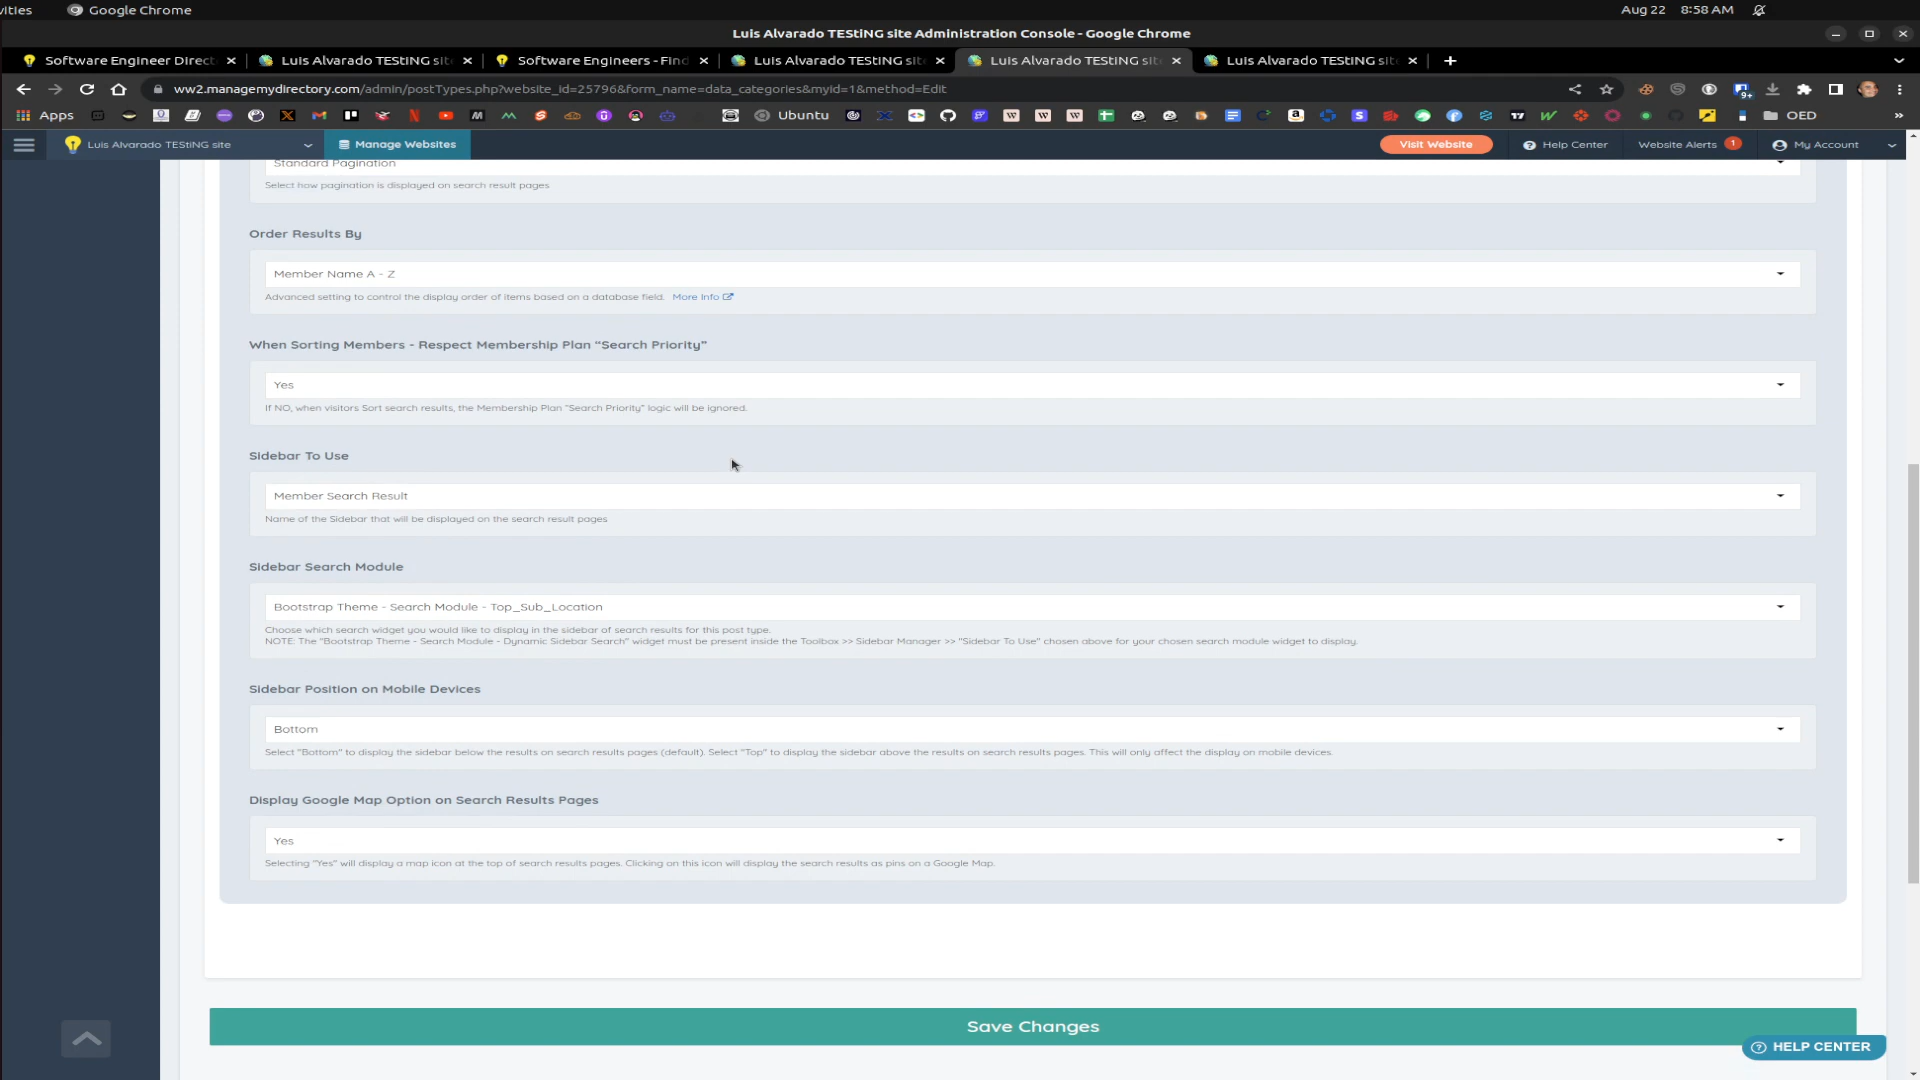 vities
Google Chrome
Aug 22 8:58 AM
Luis Alvarado TEStiNG site Administration Console - Google Chrome
Software Engineer Direct
Luis Alvarado TEStiNG sit
Software Engineers - Find
Luis Alvarado TEStiNG sit
Luis Alvarado TEStiNG sit
Luis Alvarado TEStiNG sit
ww2.managemydirectory.com/admin/postTypes.php?website_id=25796&form_name=data_categories&myid=1&method=Edit
Apps
Ubuntu
OED
Luis Alvarado TEStiNG site
Manage Websites
Visit Website
Help Center
Website Alerts 1
My Account
Standard Pagination
Select how pagination is displayed on search result pages
Order Results By
Member Name A - Z
Advanced setting to control the display order of items based on a database field. More Info
When Sorting Members - Respect Membership Plan “Search Priority”
Yes
If NO, when visitors Sort search results, the Membership Plan "Search Priority" logic will be ignored.
Sidebar To Use
Member Search Result
Name of the Sidebar that will be displayed on the search result pages
Sidebar Search Module
Bootstrap Theme - Search Module - Top_Sub_Location
Choose which search widget you would like to display in the sidebar of search results for this post type.
NOTE: The "Bootstrap Theme - Search Module - Dynamic Sidebar Search" widget must be present inside the Toolbox >> Sidebar Manager >> "Sidebar To Use" chosen above for your chosen search module widget to display.
Sidebar Position on Mobile Devices
Bottom
Select "Bottom" to display the sidebar below the results on search results pages (default). Select "Top" to display the sidebar above the results on search results pages. This will only affect the display on mobile devices.
Display Google Map Option on Search Results Pages
Yes
Selecting "Yes" will display a map icon at the top of search results pages. Clicking on this icon will display the search results as pins on a Google Map.
Save Changes
HELP CENTER